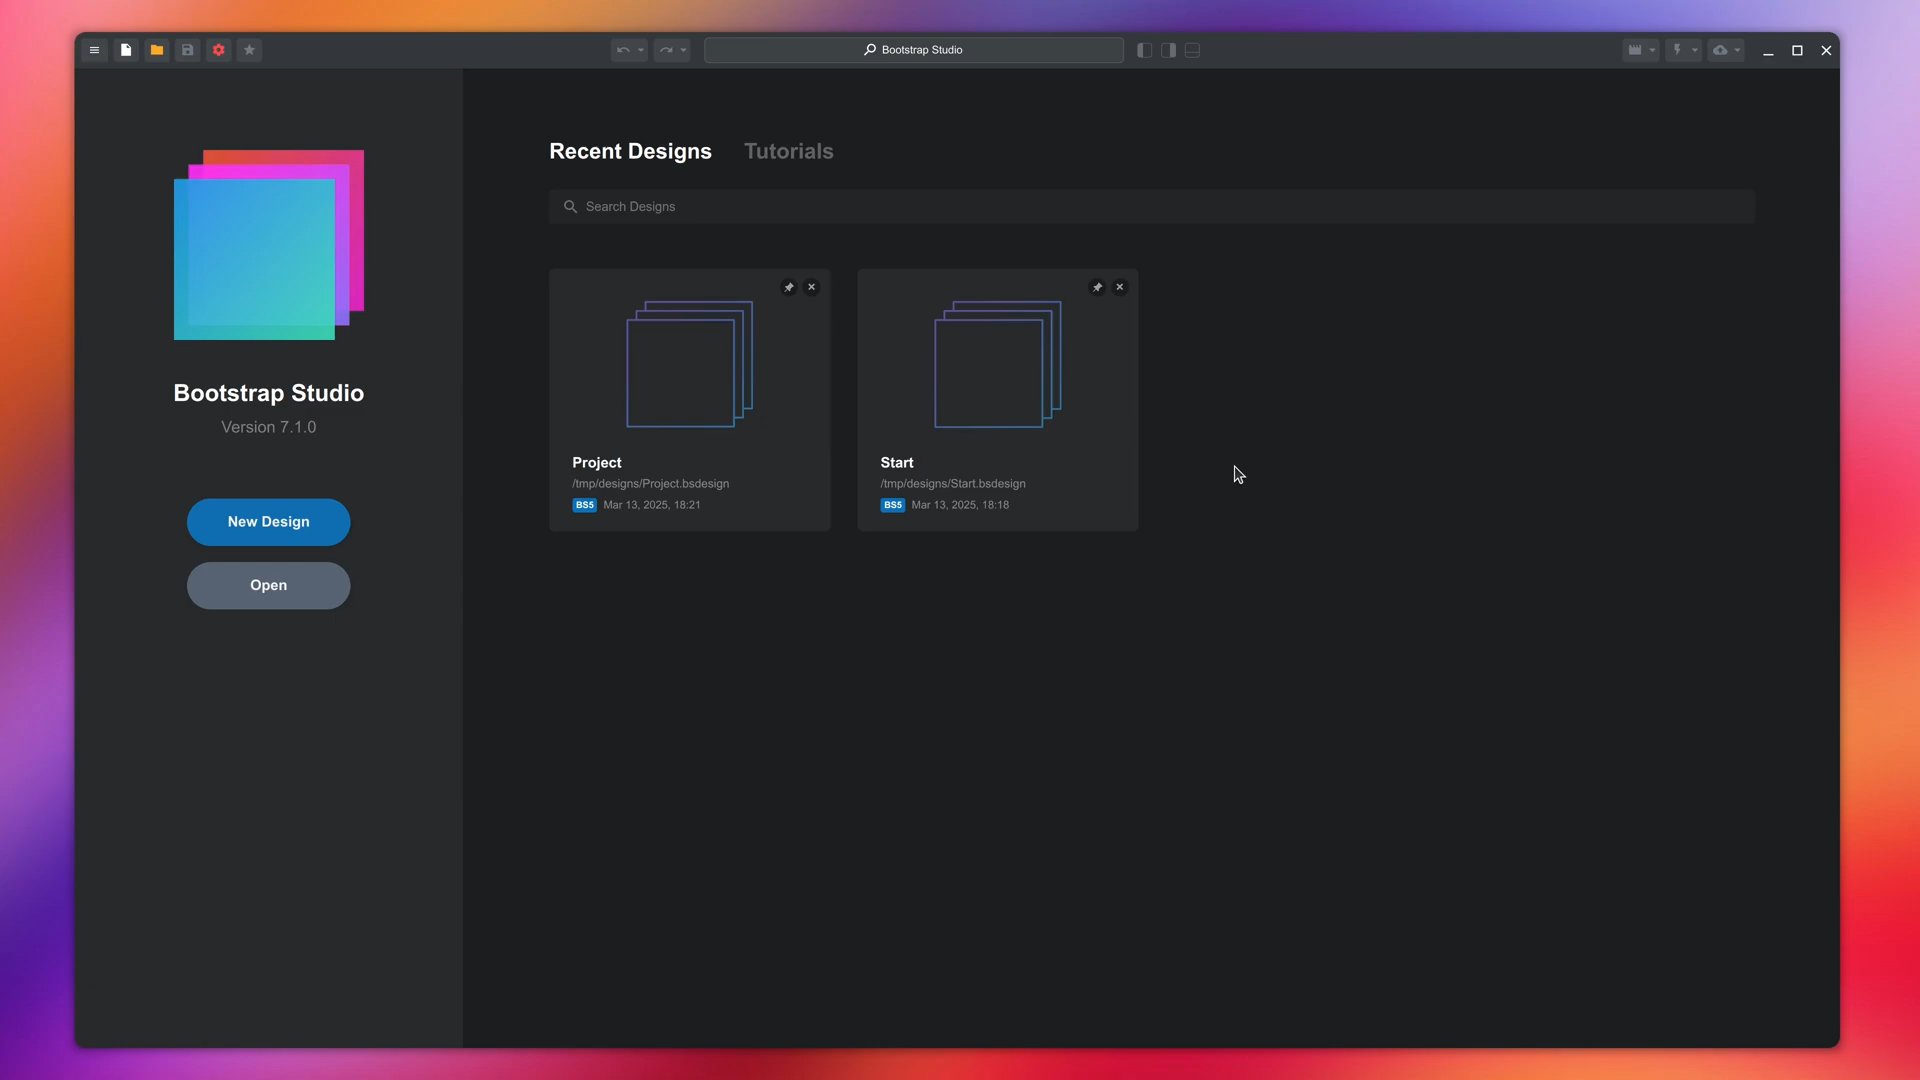 Bootstrap Studio
Bootstrap Studio
Version 7.1.0
New Design
Open
Recent Designs
Tutorials
Search Designs
Project
/tmp/designs/Project.bsdesign
BS5 Mar 13, 2025, 18:21
Start
/tmp/designs/Start.bsdesign
BS5 Mar 13, 2025, 18:18